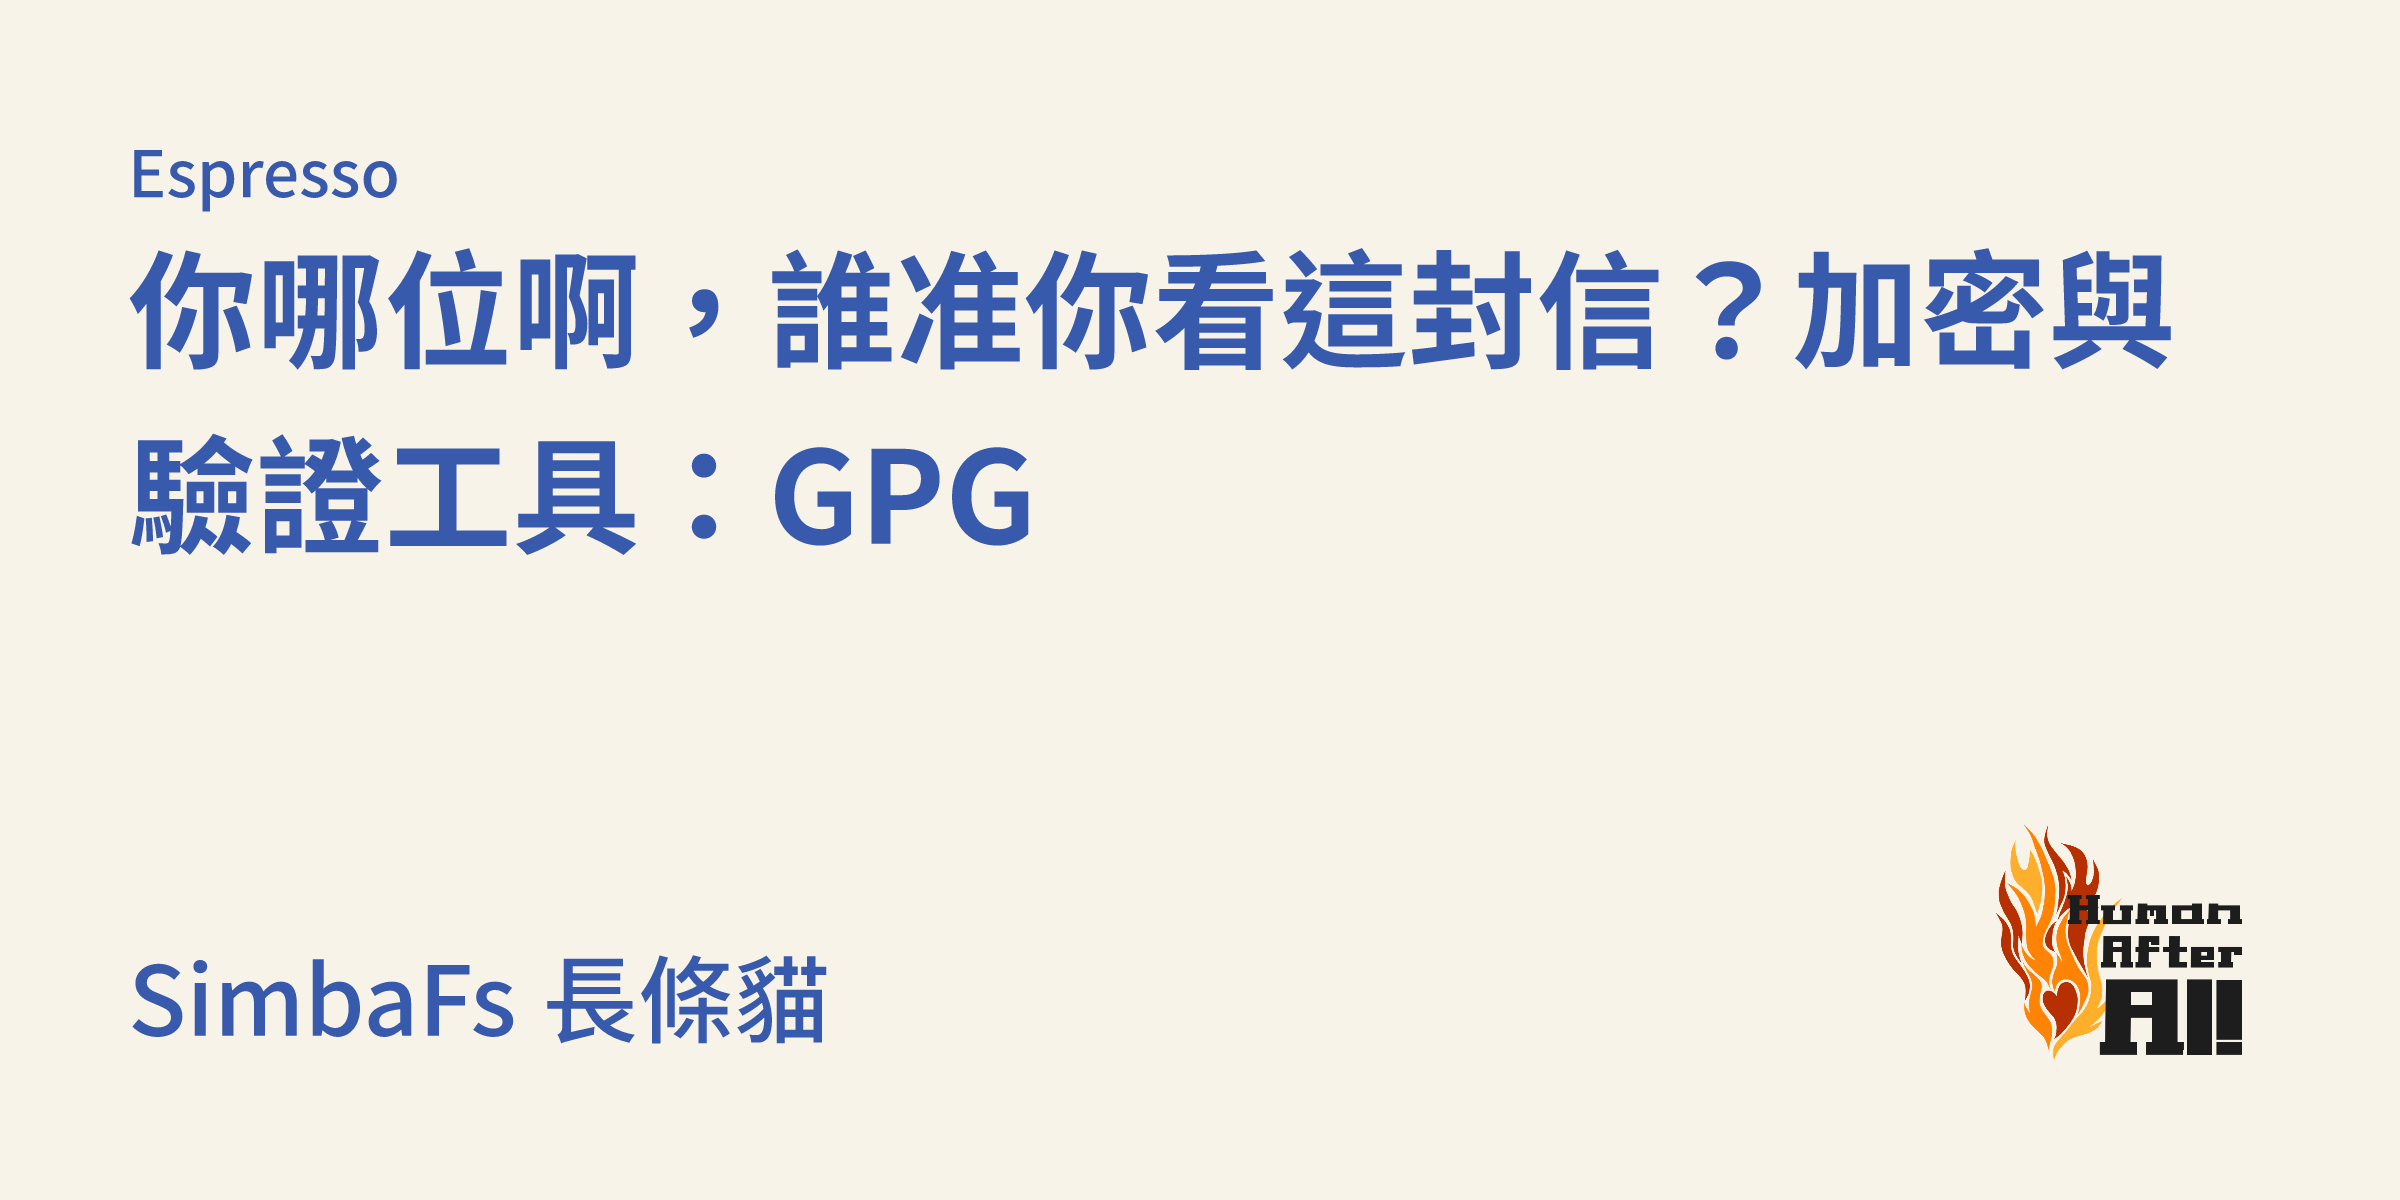 Espresso
你哪位啊，誰准你看這封信？加密與
驗證工具：GPG
SimbaFs 長條貓
Human
After
All!